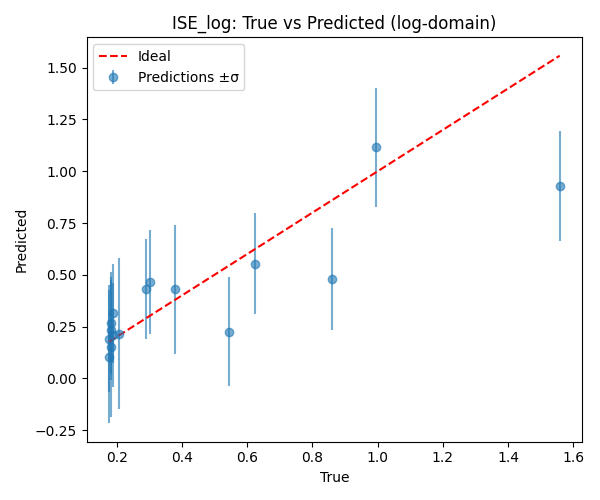 ISE_log: True vs Predicted (log-domain)
Ideal
Predictions ±σ
1.50
1.25
1.00
0.75
0.50
0.25
0.00
−0.25
Predicted
0.2 0.4 0.6 0.8 1.0 1.2 1.4 1.6
True